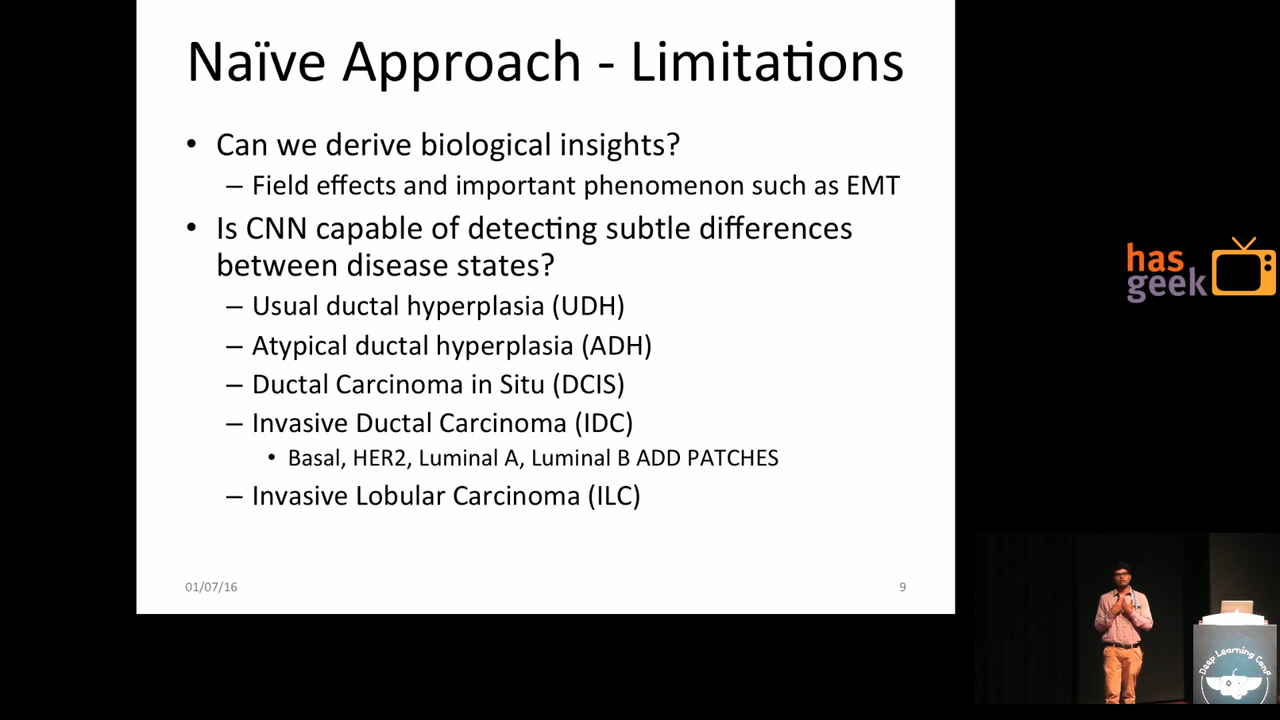 Naïve Approach - Limitations
• Can we derive biological insights?
– Field effects and important phenomenon such as EMT
• Is CNN capable of detecting subtle differences
between disease states?
– Usual ductal hyperplasia (UDH)
– Atypical ductal hyperplasia (ADH)
– Ductal Carcinoma in Situ (DCIS)
– Invasive Ductal Carcinoma (IDC)
• Basal, HER2, Luminal A, Luminal B ADD PATCHES
– Invasive Lobular Carcinoma (ILC)
01/07/16
9
has
geek
Deep Learning Conf